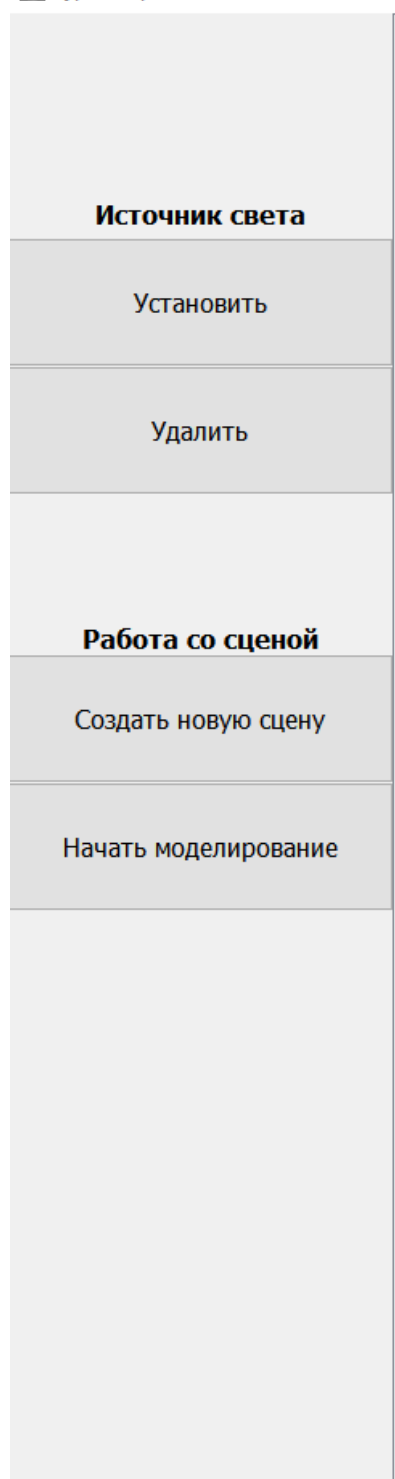 Источник света
Установить
Удалить
Работа со сценой
Создать новую сцену
Начать моделирование